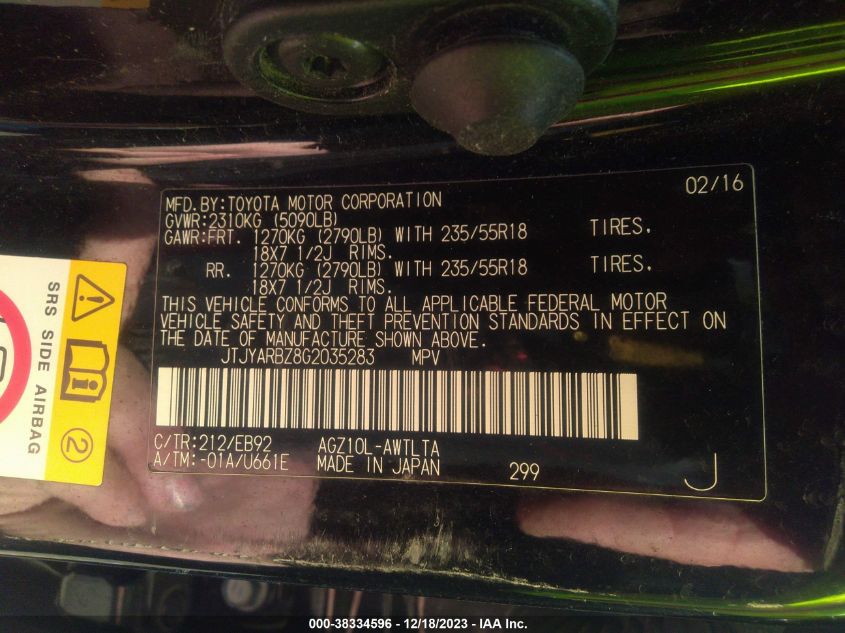 02/16
MFD.BY:TOYOTA MOTOR CORPORATION
GVWR:2310KG (5090LB)
GAWR:FRT. 1270KG (2790LB) WITH 235/55R18 TIRES.
18X7 1/2J RIMS.
RR. 1270KG (2790LB) WITH 235/55R18 TIRES.
18X7 1/2J RIMS.
THIS VEHICLE CONFORMS TO ALL APPLICABLE FEDERAL MOTOR
VEHICLE SAFETY AND THEFT PREVENTION STANDARDS IN EFFECT ON
THE DATE OF MANUFACTURE SHOWN ABOVE.
JTJYARBZ8G2035283 MPV
C/TR:212/EB92 AGZ10L-AWTLTA
A/TM:-01A/U661E MADE IN JAPAN 299 J
SRS SIDE AIRBAG
2
000-38334596 - 12/18/2023 - IAA Inc.